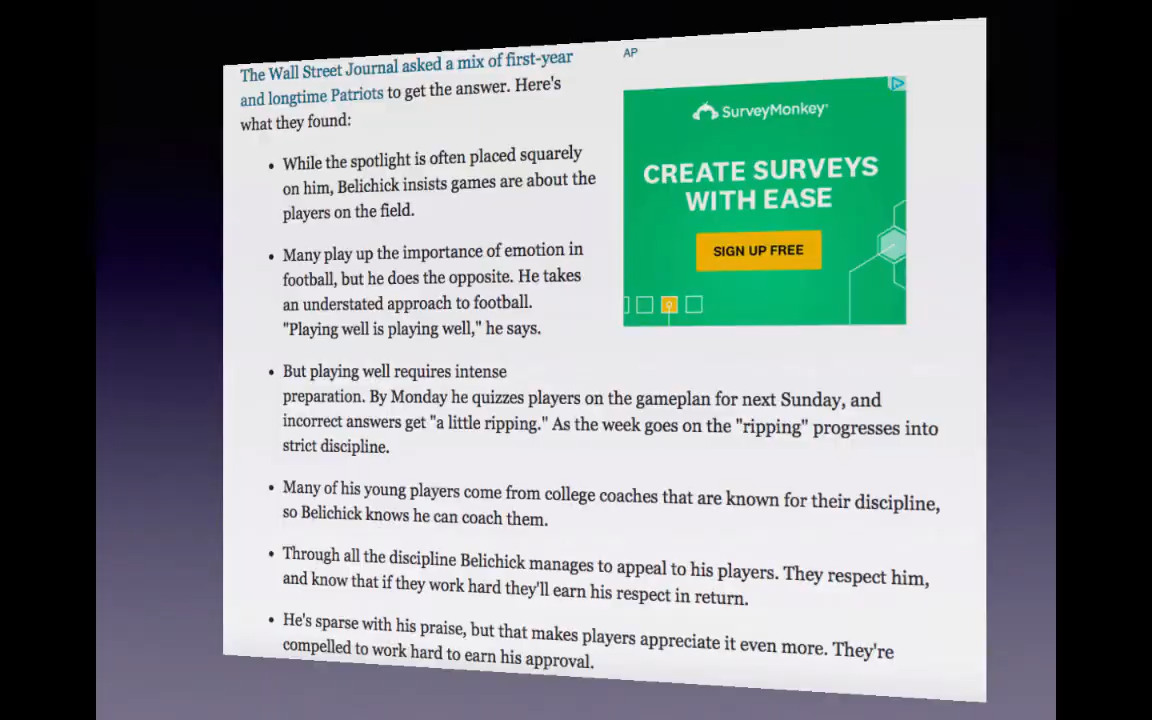 The Wall Street Journal asked a mix of first-year
and longtime Patriots to get the answer. Here's
what they found:
AP
SurveyMonkey
CREATE SURVEYS
WITH EASE
SIGN UP FREE
• While the spotlight is often placed squarely
on him, Belichick insists games are about the
players on the field.
• Many play up the importance of emotion in
football, but he does the opposite. He takes
an understated approach to football.
"Playing well is playing well," he says.
• But playing well requires intense
preparation. By Monday he quizzes players on the gameplan for next Sunday, and
incorrect answers get "a little ripping." As the week goes on the "ripping" progresses into
strict discipline.
• Many of his young players come from college coaches that are known for their discipline,
so Belichick knows he can coach them.
• Through all the discipline Belichick manages to appeal to his players. They respect him,
and know that if they work hard they'll earn his respect in return.
• He's sparse with his praise, but that makes players appreciate it even more. They're
compelled to work hard to earn his approval.